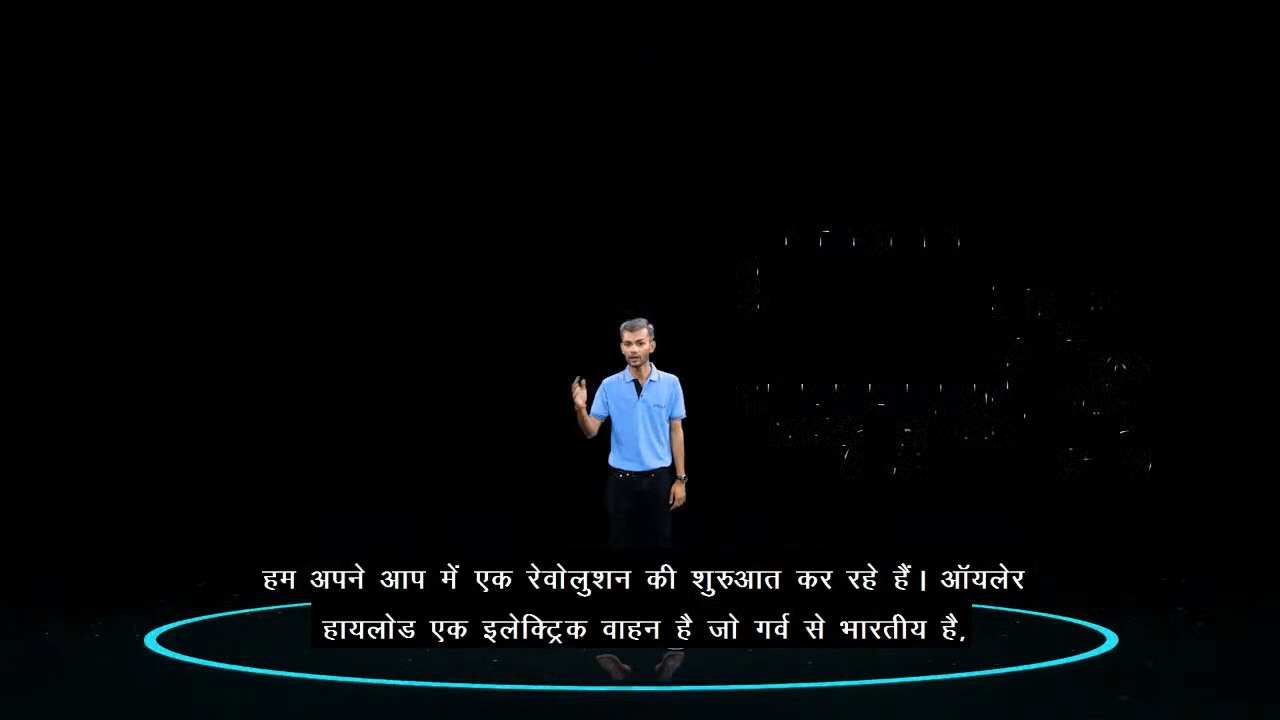 हम अपने आप में एक रेवोलुशन की शुरुआत कर रहे हैं। ऑयलेर
हायलोड एक इलेक्ट्रिक वाहन है जो गर्व से भारतीय है,